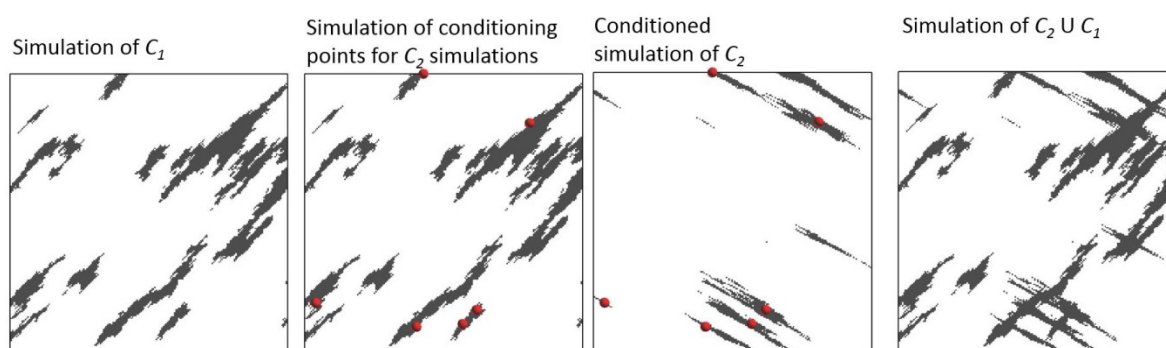 Simulation of C₁
Simulation of conditioning
points for C₂ simulations
Conditioned
simulation of C₂
Simulation of C₂ U C₁